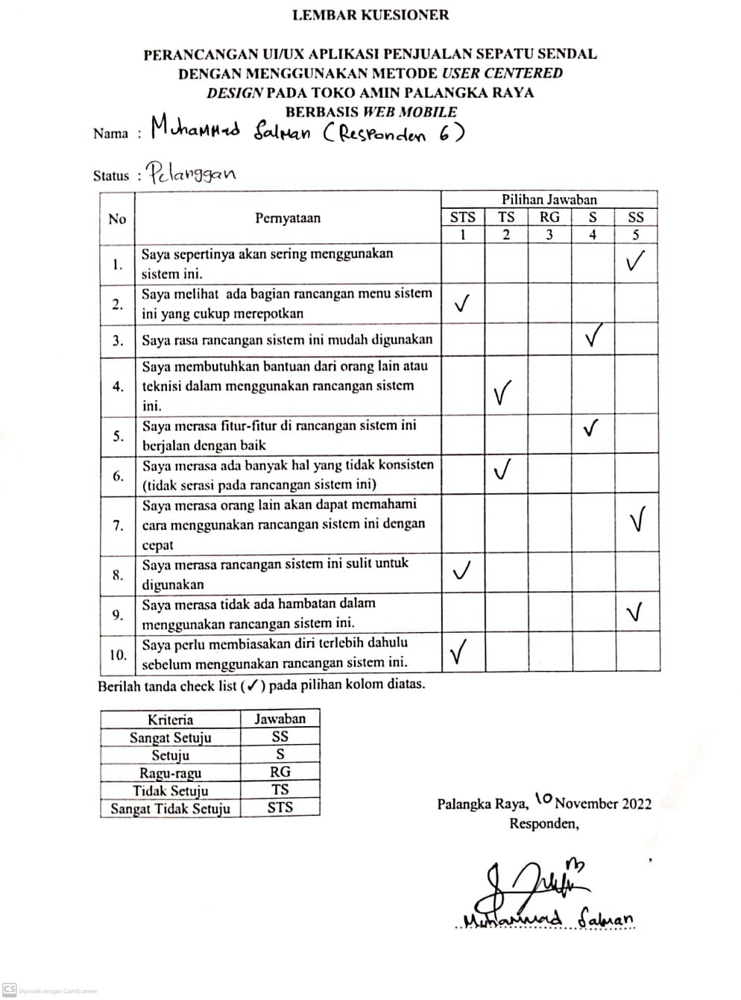 LEMBAR KUESIONER
PERANCANGAN UI/UX APLIKASI PENJUALAN SEPATU SENDAL
DENGAN MENGGUNAKAN METODE USER CENTERED
DESIGN PADA TOKO AMIN PALANGKA RAYA
BERBASIS WEB MOBILE
Nama : Muhammad Salman (Responden 6)
Status : Pelanggan
No Pernyataan Pilihan Jawaban
STS TS RG S SS
1 2 3 4 5
1. Saya sepertinya akan sering menggunakan
sistem ini. ✓
2. Saya melihat ada bagian rancangan menu sistem
ini yang cukup merepotkan ✓
3. Saya rasa rancangan sistem ini mudah digunakan ✓
4. Saya membutuhkan bantuan dari orang lain atau
teknisi dalam menggunakan rancangan sistem ✓
ini.
5. Saya merasa fitur-fitur di rancangan sistem ini
berjalan dengan baik ✓
6. Saya merasa ada banyak hal yang tidak konsisten
(tidak serasi pada rancangan sistem ini) ✓
7. Saya merasa orang lain akan dapat memahami
cara menggunakan rancangan sistem ini dengan ✓
cepat
8. Saya merasa rancangan sistem ini sulit untuk
digunakan ✓
9. Saya merasa tidak ada hambatan dalam
menggunakan rancangan sistem ini. ✓
10. Saya perlu membiasakan diri terlebih dahulu
sebelum menggunakan rancangan sistem ini. ✓
Berilah tanda check list (✓) pada pilihan kolom diatas.
Kriteria Jawaban
Sangat Setuju SS
Setuju S
Ragu-ragu RG
Tidak Setuju TS
Sangat Tidak Setuju STS
Palangka Raya, 10 November 2022
Responden,
Muhammad Salman
CS Dipindai dengan CamScanner